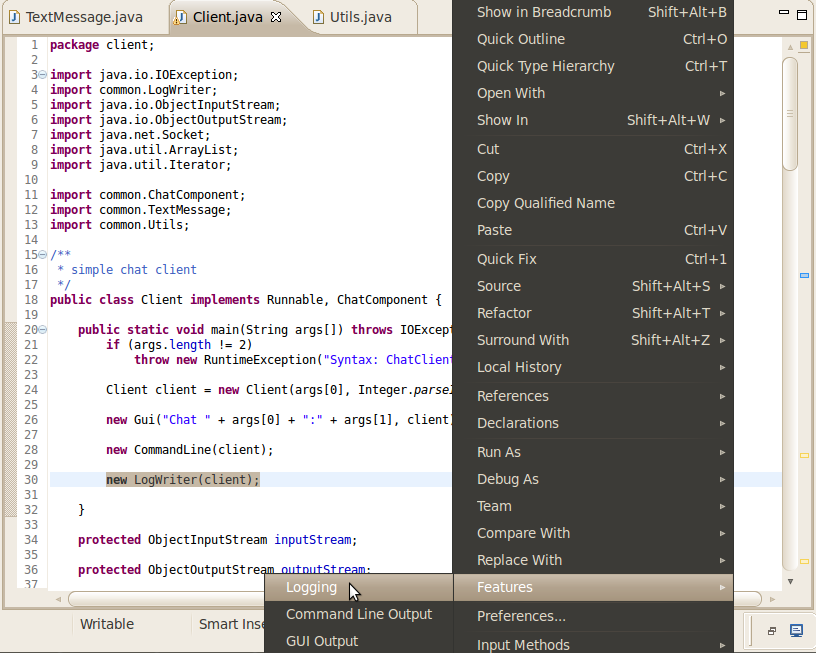 TextMessage.java
Client.java
Utils.java
1 package client;
2
3 import java.io.IOException;
4 import common.LogWriter;
5 import java.io.ObjectInputStream;
6 import java.io.ObjectOutputStream;
7 import java.net.Socket;
8 import java.util.ArrayList;
9 import java.util.Iterator;
10
11 import common.ChatComponent;
12 import common.TextMessage;
13 import common.Utils;
14
15 /**
16 * simple chat client
17 */
18 public class Client implements Runnable, ChatComponent {
19
20 public static void main(String args[]) throws IOExcept
21 if (args.length != 2)
22 throw new RuntimeException("Syntax: ChatClient
23
24 Client client = new Client(args[0], Integer.parseI
25
26 new Gui("Chat " + args[0] + ":" + args[1], client)
27
28 new CommandLine(client);
29
30 new LogWriter(client);
31
32 }
33
34 protected ObjectInputStream inputStream;
35
36 protected ObjectOutputStream outputStream;
37
Show in Breadcrumb Shift+Alt+B
Quick Outline Ctrl+O
Quick Type Hierarchy Ctrl+T
Open With
Show In Shift+Alt+W
Cut Ctrl+X
Copy Ctrl+C
Copy Qualified Name
Paste Ctrl+V
Quick Fix Ctrl+1
Source Shift+Alt+S
Refactor Shift+Alt+T
Surround With Shift+Alt+Z
Local History
References
Declarations
Run As
Debug As
Team
Compare With
Replace With
Features
Preferences...
Input Methods
Logging
Command Line Output
GUI Output
Writable
Smart Inse